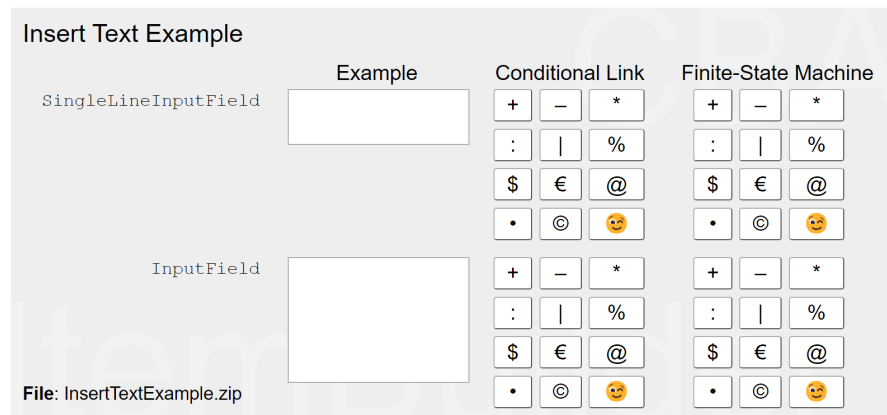 Insert Text Example
Example Conditional Link Finite-State Machine
SingleLineInputField + – * + – *
: | % : | %
$ € @ $ € @
• © 😉 • © 😉
InputField + – * + – *
: | % : | %
$ € @ $ € @
File: InsertTextExample.zip • © 😉 • © 😉